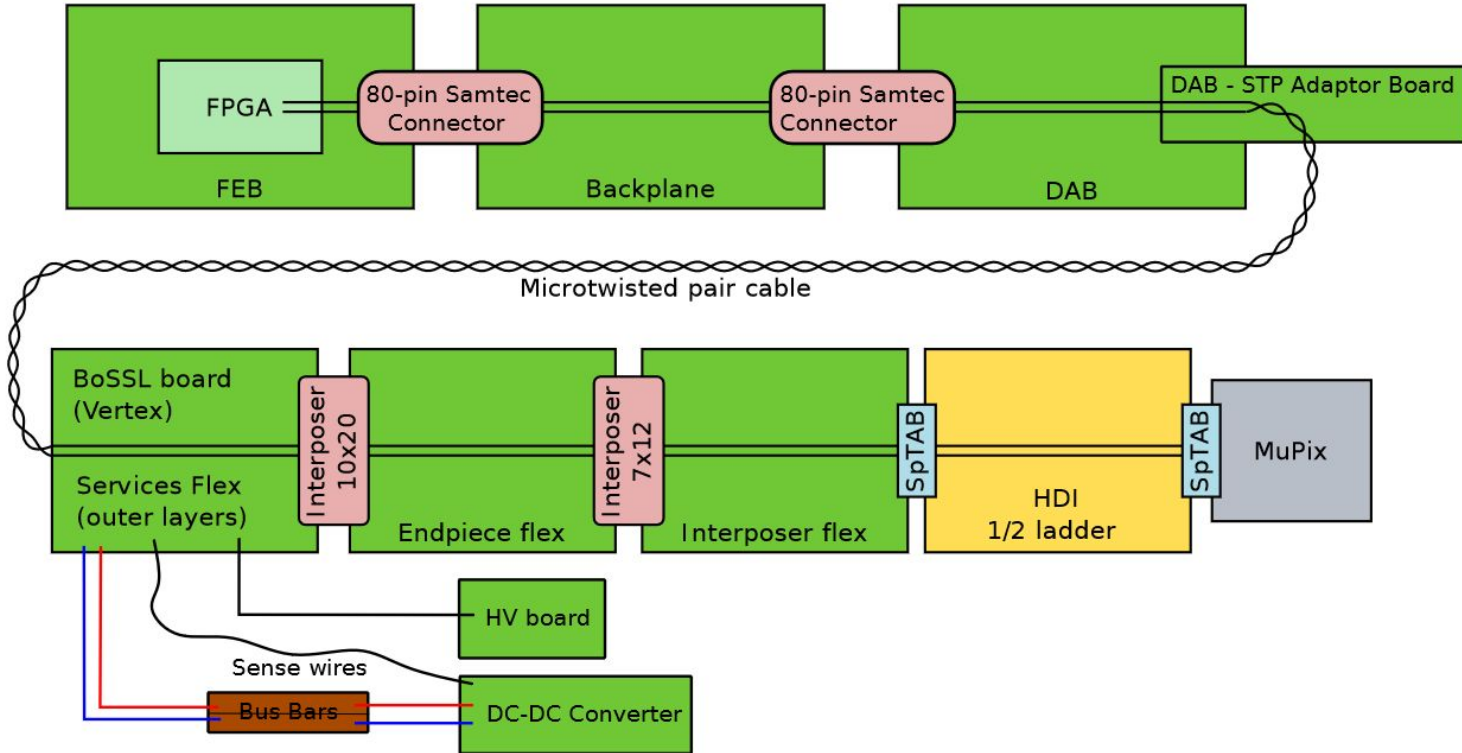 FPGA
FEB
80-pin Samtec
Connector
Backplane
80-pin Samtec
Connector
DAB
DAB - STP Adaptor Board
Microtwisted pair cable
BoSSL board
(Vertex)
Services Flex
(outer layers)
Interposer
10x20
Endpiece flex
Interposer
7x12
Interposer flex
SpTAB
HDI
1/2 ladder
SpTAB
MuPix
HV board
Sense wires
Bus Bars
DC-DC Converter